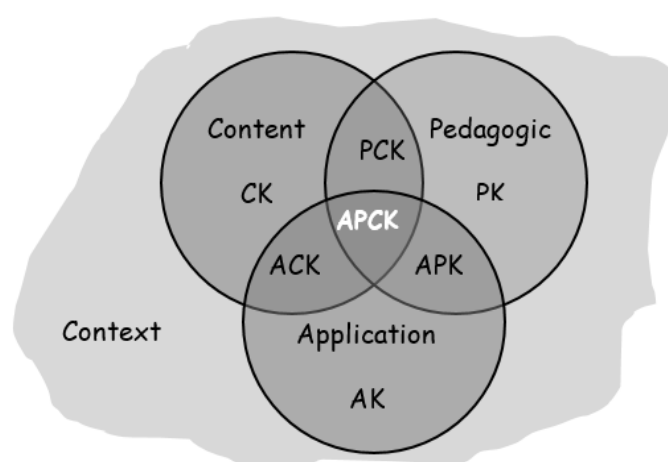 Content
Pedagogic
PCK
CK
PK
APCK
ACK
APK
Context
Application
AK